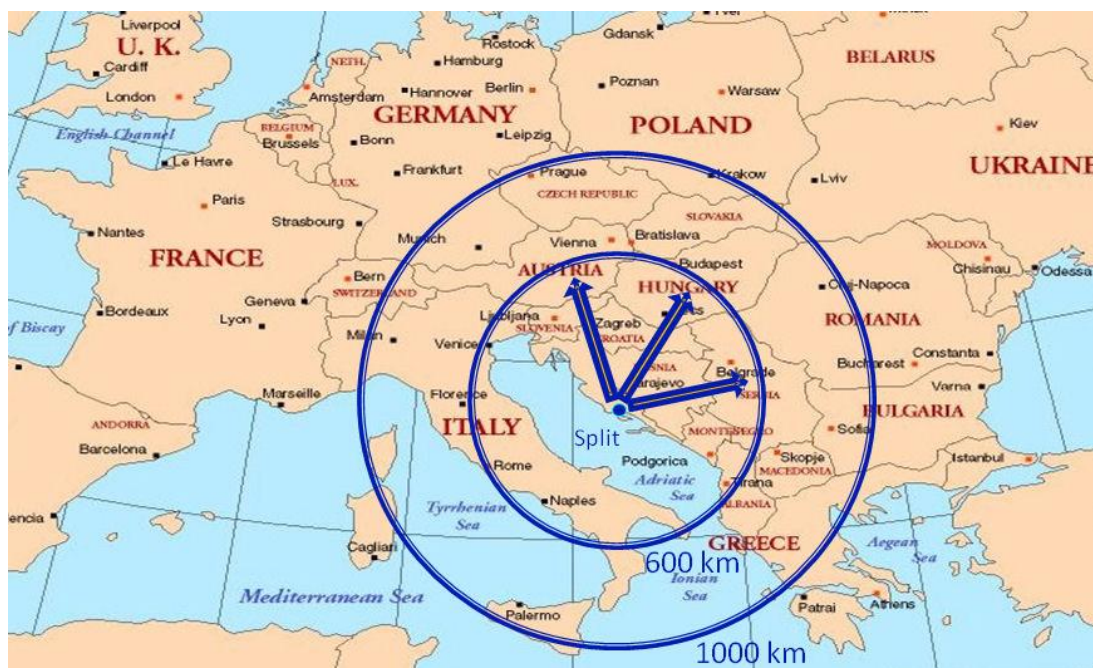 Liverpool
U. K.
Cardiff
London
English Channel
Le Havre
Paris
Nantes
FRANCE
of Biscay
Bordeaux
Lyon
Geneva
Marseille
ANDORRA
Barcelona
encia
NETH.
Amsterdam
BELGIUM
Brussels
LUX.
Strasbourg
Bern
SWITZERLAND
Rostock
Hamburg
Hannover
Berlin
GERMANY
Leipzig
Bonn
Frankfurt
Munich
Gdansk
Poznan
Warsaw
POLAND
Krakow
BELARUS
Kiev
UKRAINE
Lviv
Prague
CZECH REPUBLIC
SLOVAKIA
Vienna
Bratislava
AUSTRIA
Budapest
HUNGARY
MOLDOVA
Chisinau
Odessa
Cluj-Napoca
ROMANIA
Bucharest
Constanta
Varna
BULGARIA
Sofia
Istanbul
Ljubljana
SLOVENIA
Zagreb
CROATIA
cs
SNIA
arajevo
Belgrade
SERBIA
MONTENEGRO
Podgorica
Skopje
MACEDONIA
Tirana
ALBANIA
Milan
Venice
Florence
ITALY
Rome
Naples
Split
Adriatic
Sea
Tyrrhenian
Sea
Cagliari
Mediterranean Sea
Palermo
600 km
Ionian
Sea
GREECE
Aegean
Sea
Patrai
Athens
1000 km